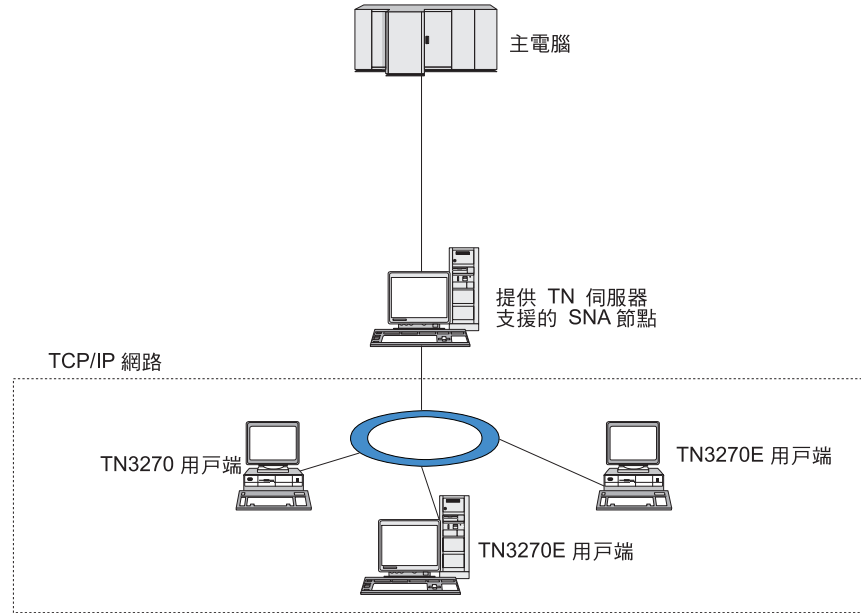 主電腦
提供 TN 伺服器
支援的 SNA 節點
TCP/IP 網路
TN3270 用戶端
TN3270E 用戶端
TN3270E 用戶端